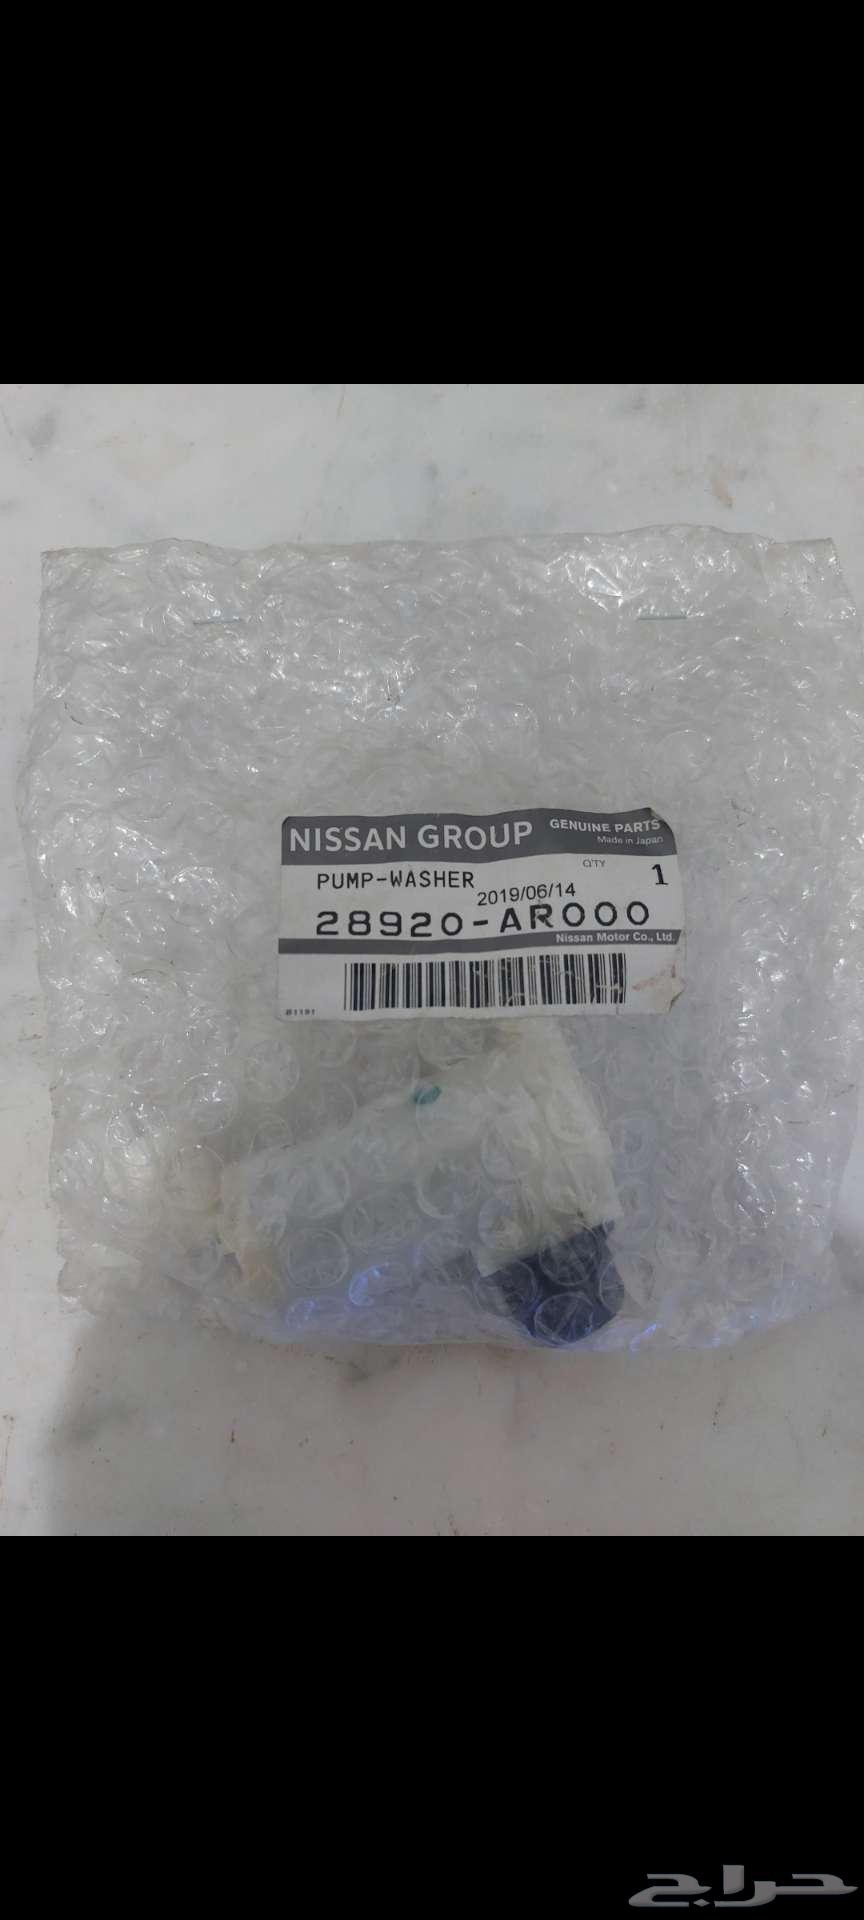 NISSAN GROUP GENUINE PARTS
Made in Japan
Q'TY
PUMP-WASHER 1
2019/06/14
28920-AR000
Nissan Motor Co., Ltd.
B1191
حراج